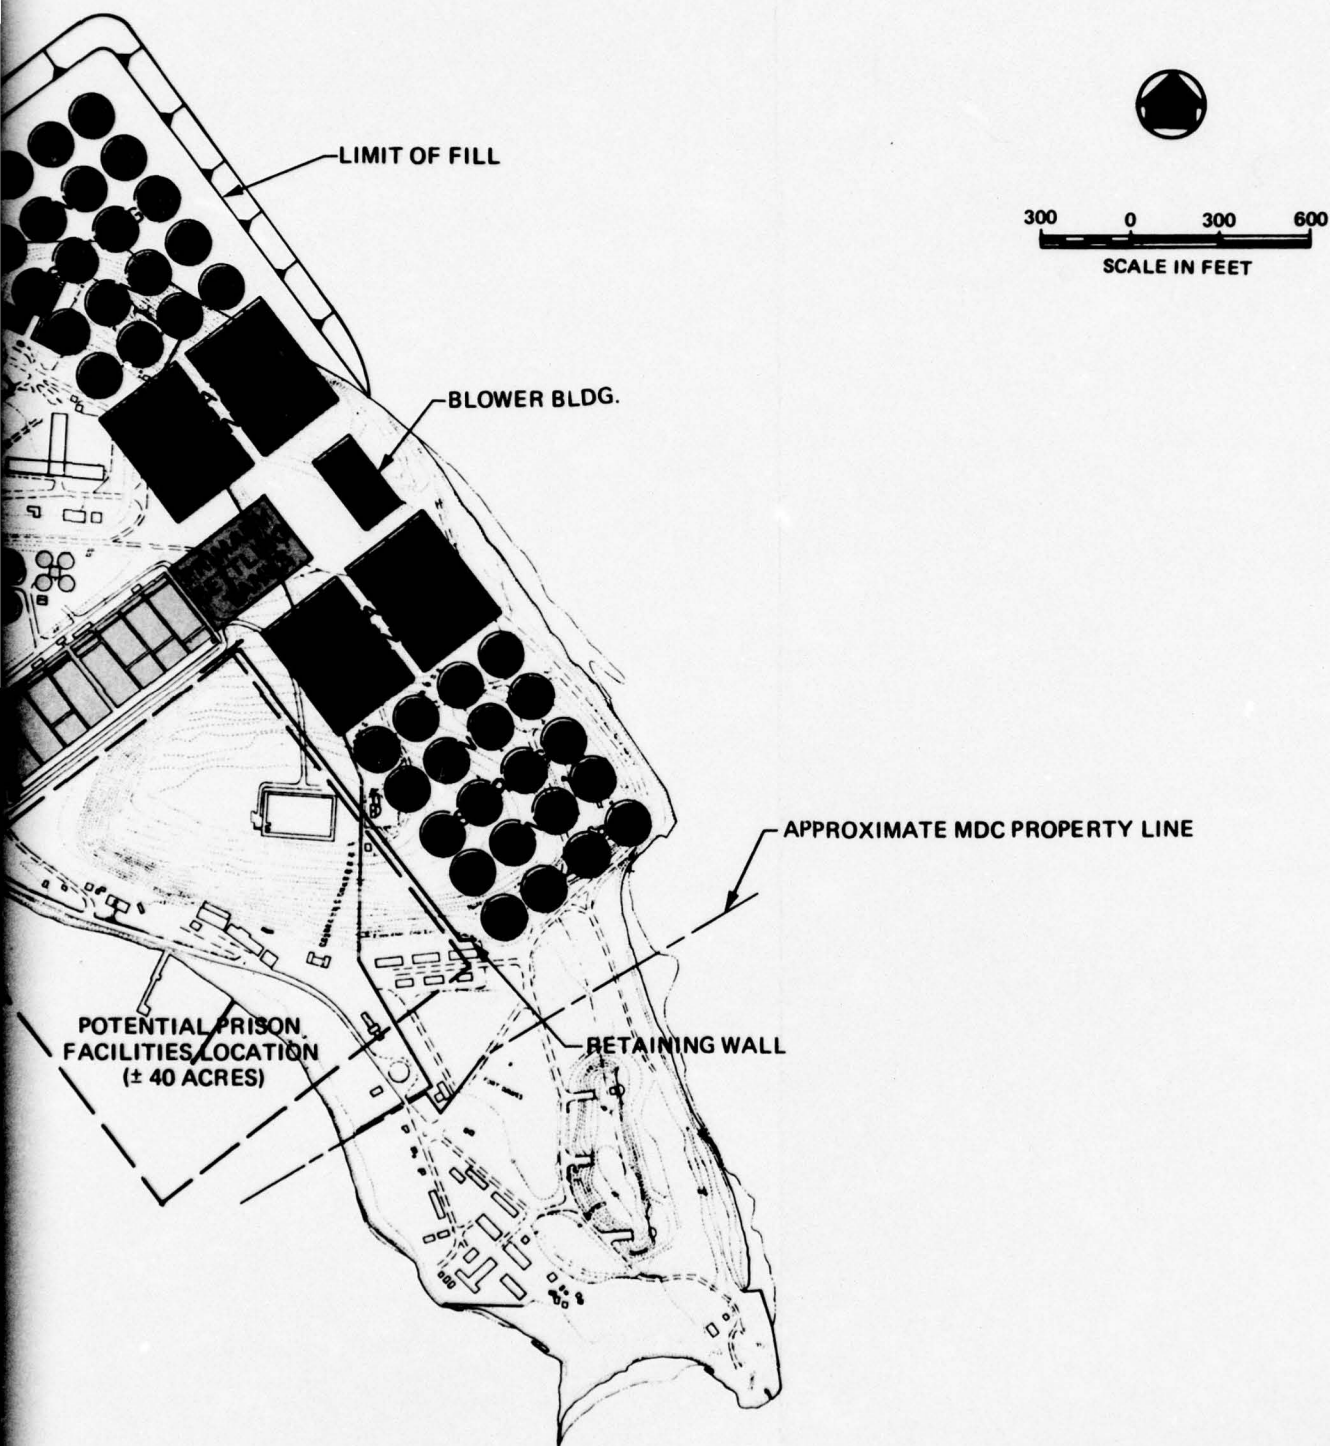 LIMIT OF FILL
300 0 300 600
SCALE IN FEET
BLOWER BLDG.
APPROXIMATE MDC PROPERTY LINE
RETAINING WALL
POTENTIAL PRISON
FACILITIES LOCATION
(± 40 ACRES)